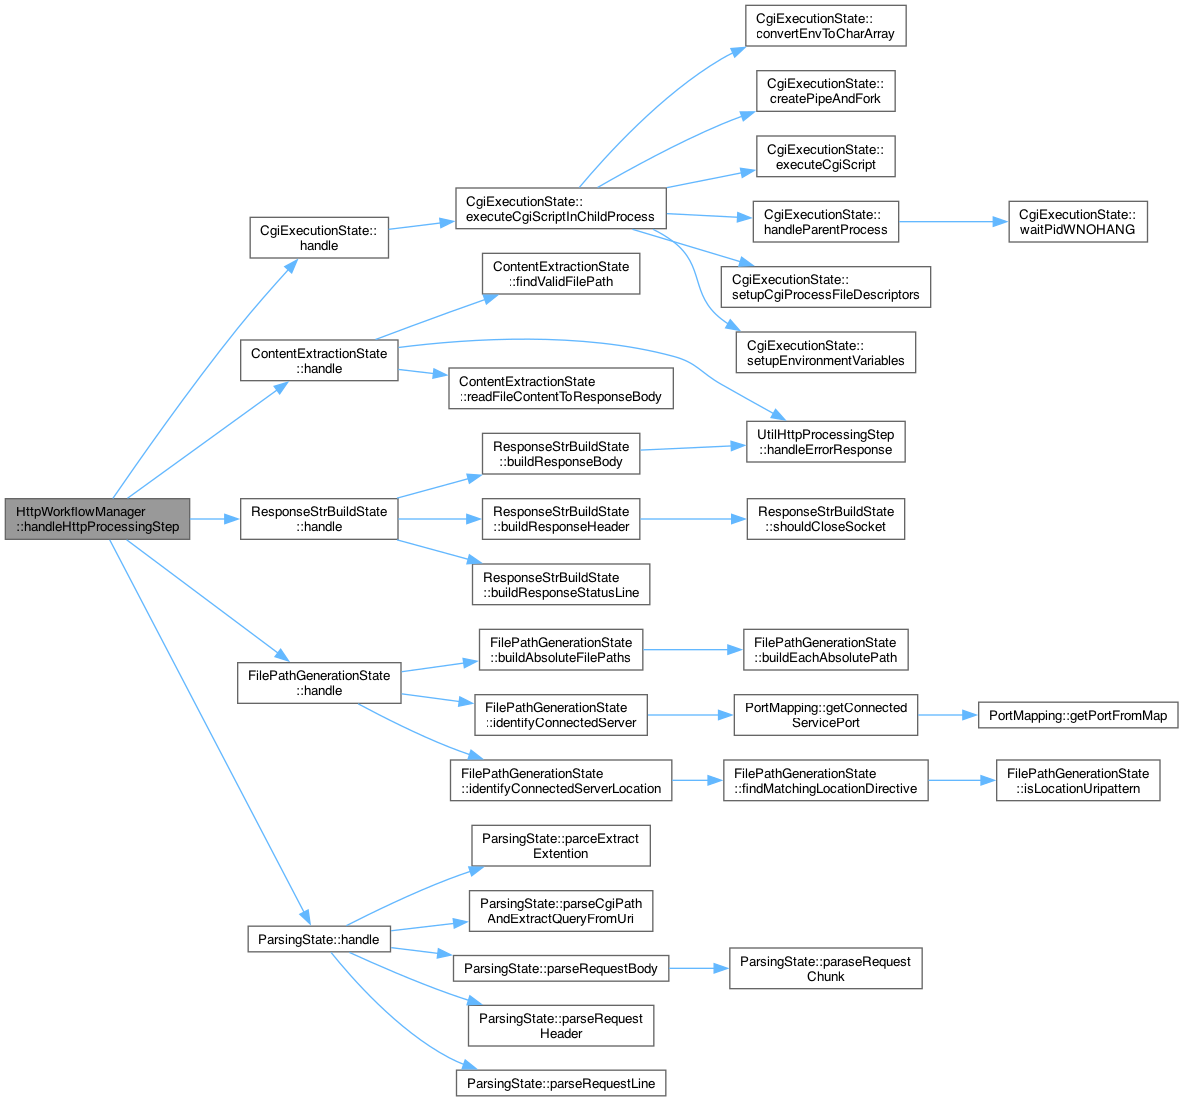 CgiExecutionState::
convertEnvToCharArray
CgiExecutionState::
createPipeAndFork
CgiExecutionState::
executeCgiScript
CgiExecutionState::
executeCgiScriptInChildProcess
CgiExecutionState::
handleParentProcess
CgiExecutionState::
waitPidWNOHANG
CgiExecutionState::
handle
ContentExtractionState
::findValidFilePath
CgiExecutionState::
setupCgiProcessFileDescriptors
CgiExecutionState::
setupEnvironmentVariables
ContentExtractionState
::handle
ContentExtractionState
::readFileContentToResponseBody
UtilHttpProcessingStep
::handleErrorResponse
ResponseStrBuildState
::buildResponseBody
HttpWorkflowManager
::handleHttpProcessingStep
ResponseStrBuildState
::handle
ResponseStrBuildState
::buildResponseHeader
ResponseStrBuildState
::shouldCloseSocket
ResponseStrBuildState
::buildResponseStatusLine
FilePathGenerationState
::buildAbsoluteFilePaths
FilePathGenerationState
::buildEachAbsolutePath
FilePathGenerationState
::handle
FilePathGenerationState
::identifyConnectedServer
PortMapping::getConnected
ServicePort
PortMapping::getPortFromMap
FilePathGenerationState
::identifyConnectedServerLocation
FilePathGenerationState
::findMatchingLocationDirective
FilePathGenerationState
::isLocationUripattern
ParsingState::parceExtract
Extention
ParsingState::parseCgiPath
AndExtractQueryFromUri
ParsingState::handle
ParsingState::parseRequestBody
ParsingState::paraseRequest
Chunk
ParsingState::parseRequest
Header
ParsingState::parseRequestLine